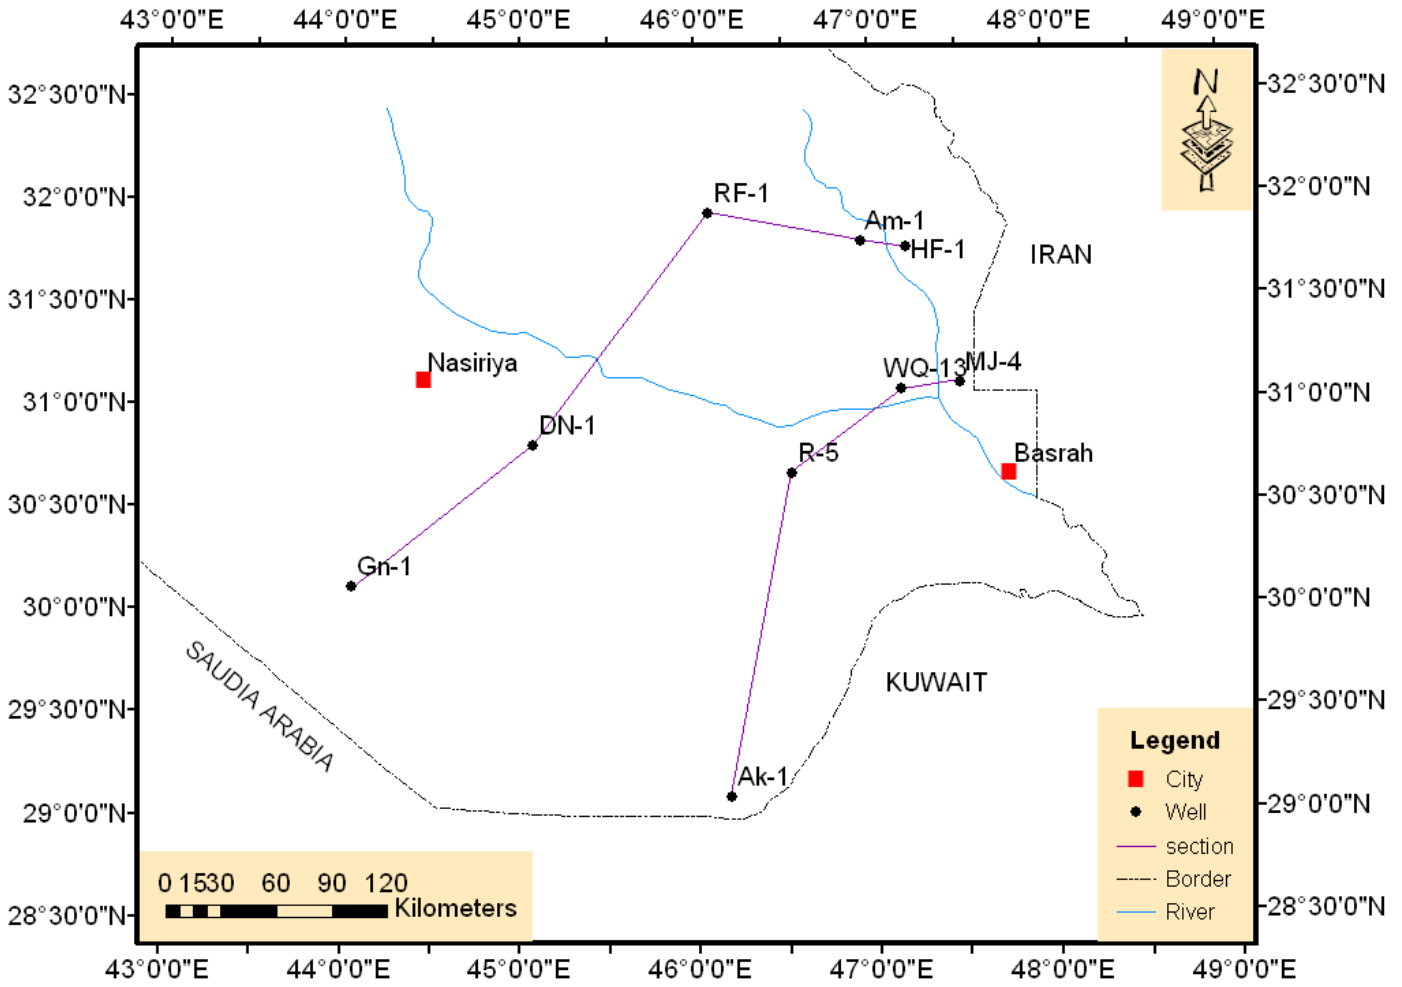 43°0'0"E 44°0'0"E 45°0'0"E 46°0'0"E 47°0'0"E 48°0'0"E 49°0'0"E
N
32°30'0"N 32°30'0"N
32°0'0"N RF-1 32°0'0"N
Am-1
HF-1 IRAN
31°30'0"N 31°30'0"N
Nasiriya WQ-13 MJ-4
31°0'0"N 31°0'0"N
DN-1 R-5 Basrah
30°30'0"N 30°30'0"N
Gn-1
30°0'0"N 30°0'0"N
SAUDIA ARABIA KUWAIT
29°30'0"N 29°30'0"N
Legend
Ak-1 City
29°0'0"N Well 29°0'0"N
section
0 15 30 60 90 120 Border
Kilometers River
28°30'0"N 28°30'0"N
43°0'0"E 44°0'0"E 45°0'0"E 46°0'0"E 47°0'0"E 48°0'0"E 49°0'0"E